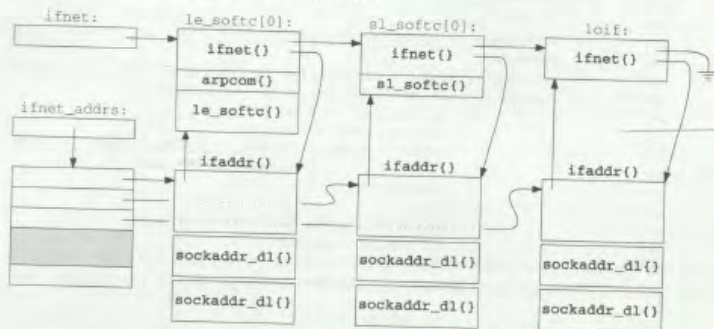 ifnet:
le_softc[0]:
sl_softc[0]:
loif:
ifnet{}
ifnet{}
ifnet{}
arpcom{}
sl_softc{}
le_softc{}
ifnet_addrs:
ifaddr{}
ifaddr{}
ifaddr{}
sockaddr_dl{}
sockaddr_dl{}
sockaddr_dl{}
sockaddr_dl{}
sockaddr_dl{}
sockaddr_dl{}